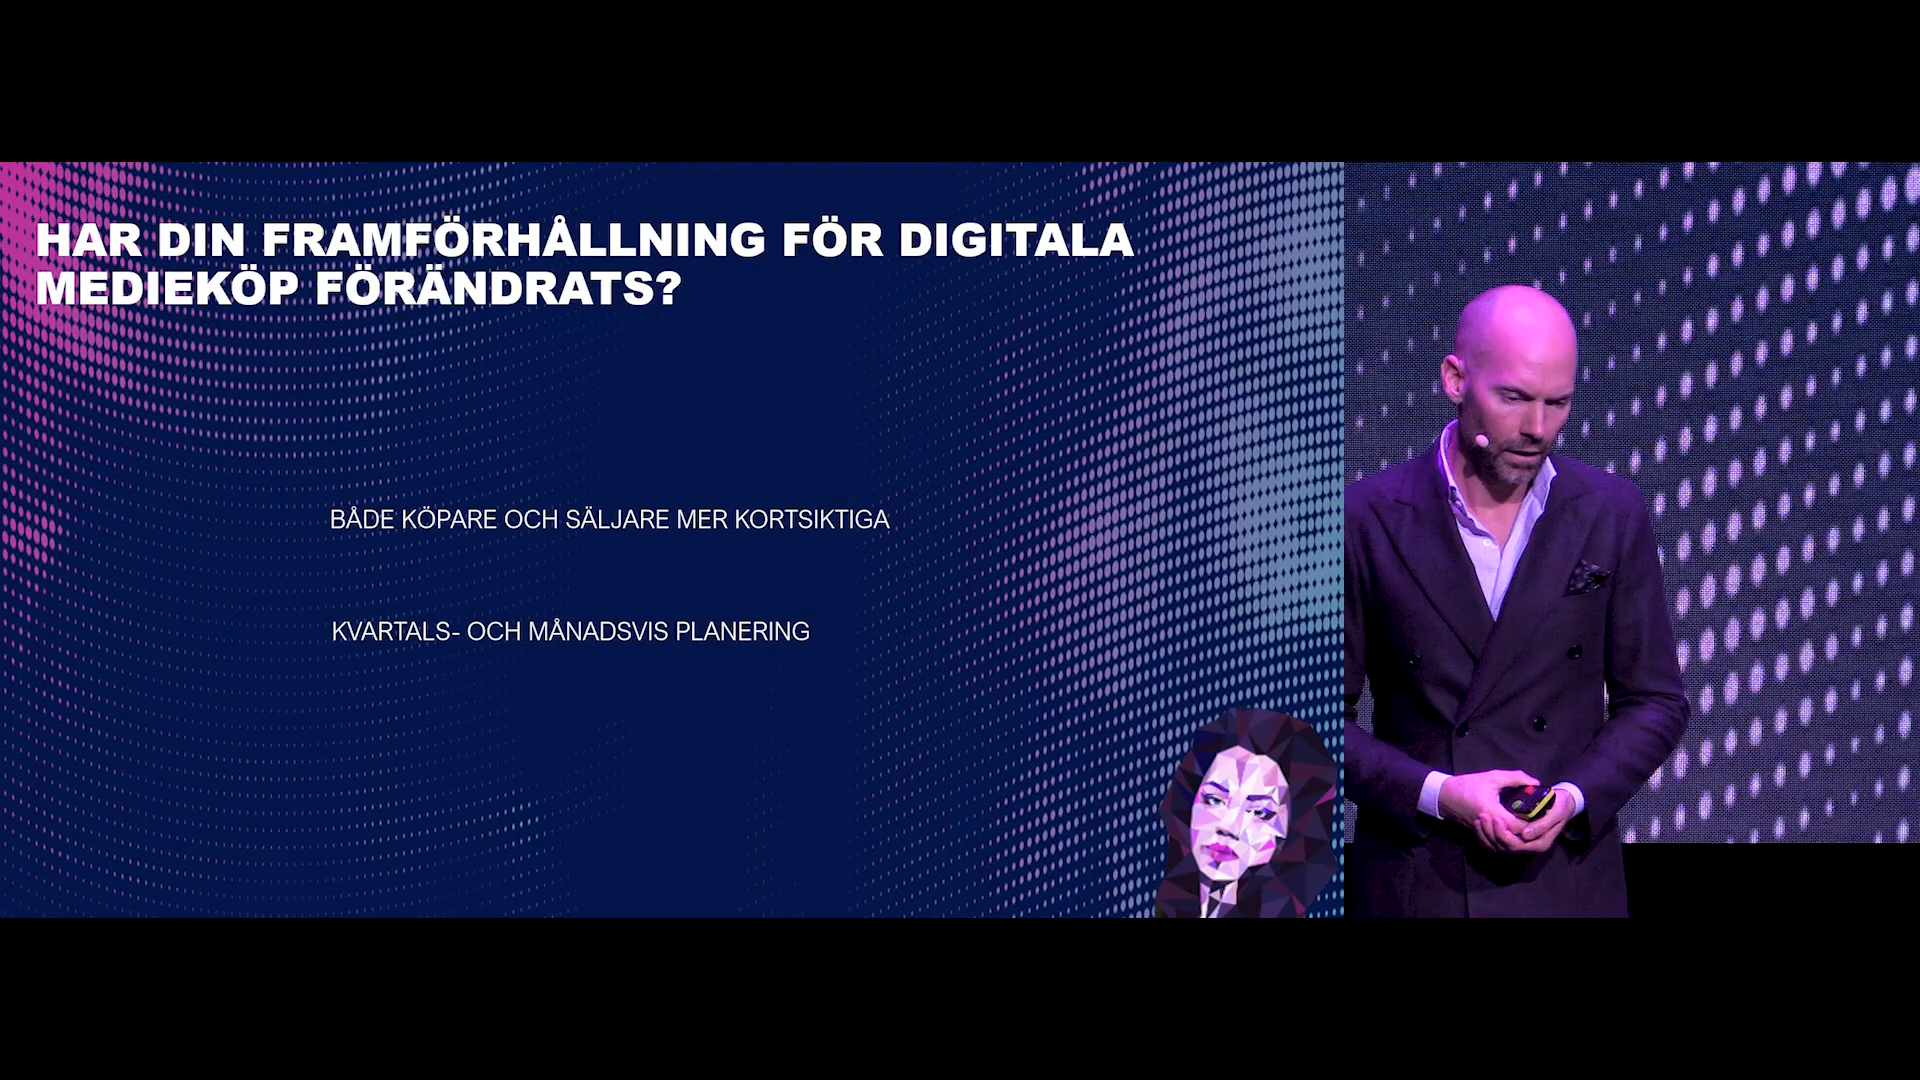 HAR DIN FRAMFÖRHÅLLNING FÖR DIGITALA
MEDIEKÖP FÖRÄNDRATS?
BÅDE KÖPARE OCH SÄLJARE MER KORTSIKTIGA
KVARTALS- OCH MÅNADSVIS PLANERING